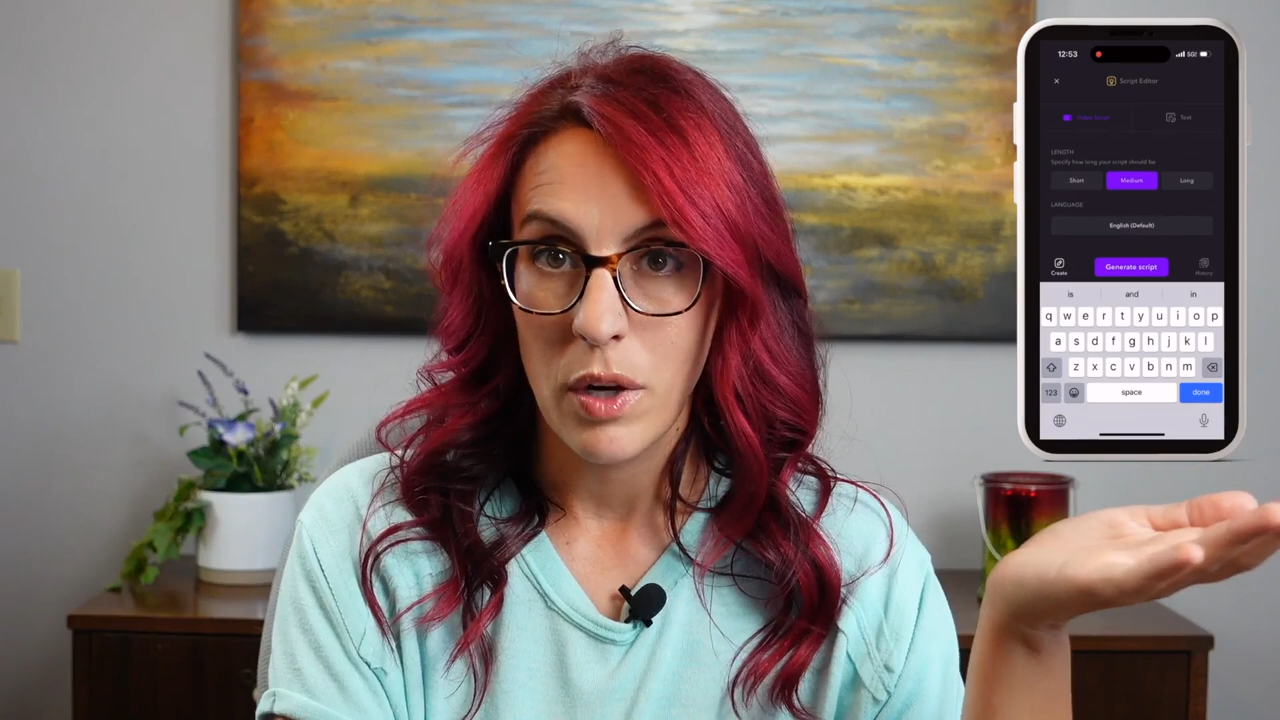 12:53
5G
Script Editor
Video Script
Text
LENGTH
Specify how long your script should be
Short
Medium
Long
LANGUAGE
English (Default)
Create
Generate script
History
is
and
in
q w e r t y u i o p
a s d f g h j k l
z x c v b n m
123
space
done